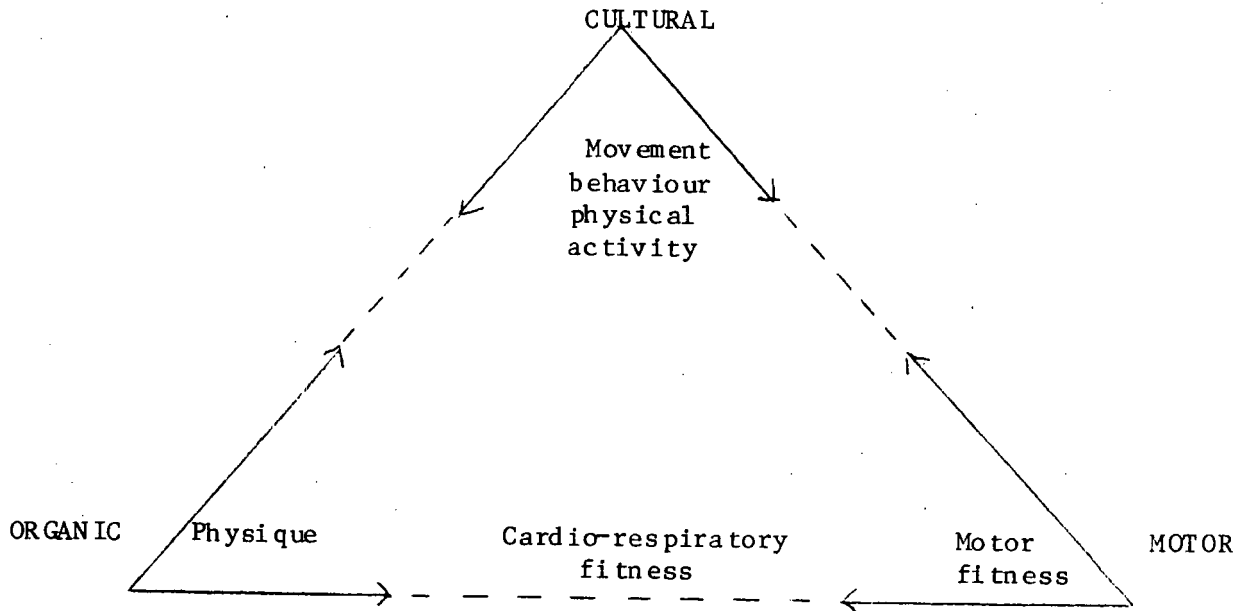 CULTURAL
Movement
behaviour
physical
activity
ORGANIC Physique Cardio-respiratory Motor MOTOR
fitness fitness